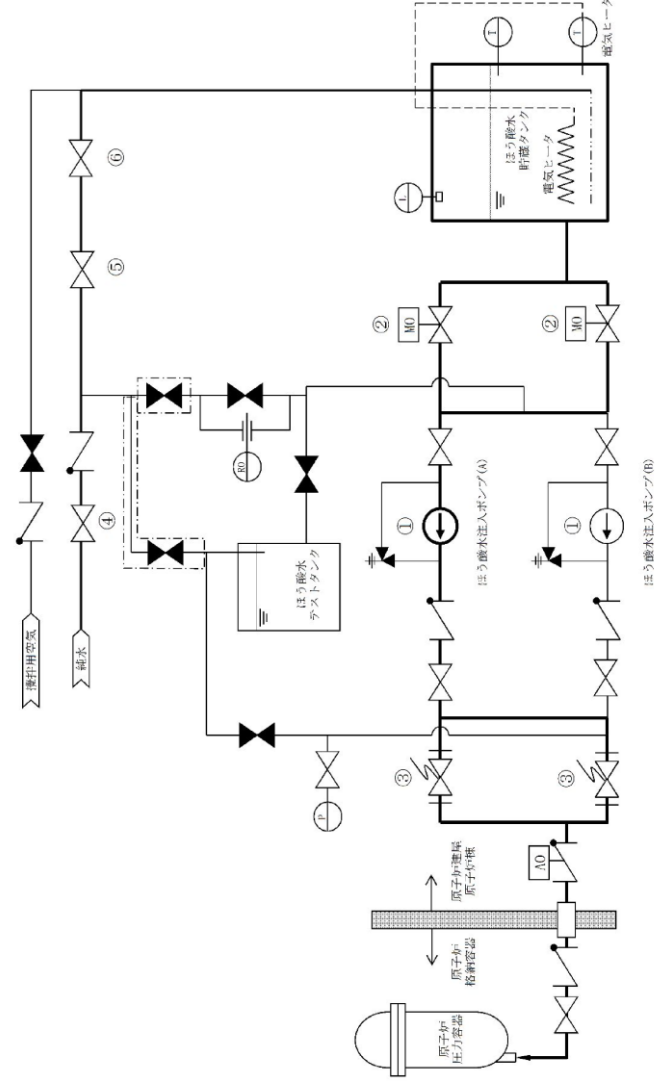 攪拌用空気
純水
⑥
⑤
④
T
T
電気ヒータ
L
ほう酸水
貯蔵タンク
電気ヒータ
②
MO
②
MO
RO
ほう酸水
テストタンク
①
ほう酸水注入ポンプ(A)
①
ほう酸水注入ポンプ(B)
P
③
③
AO
原子炉建屋
原子炉棟
原子炉
格納容器
原子炉
圧力容器